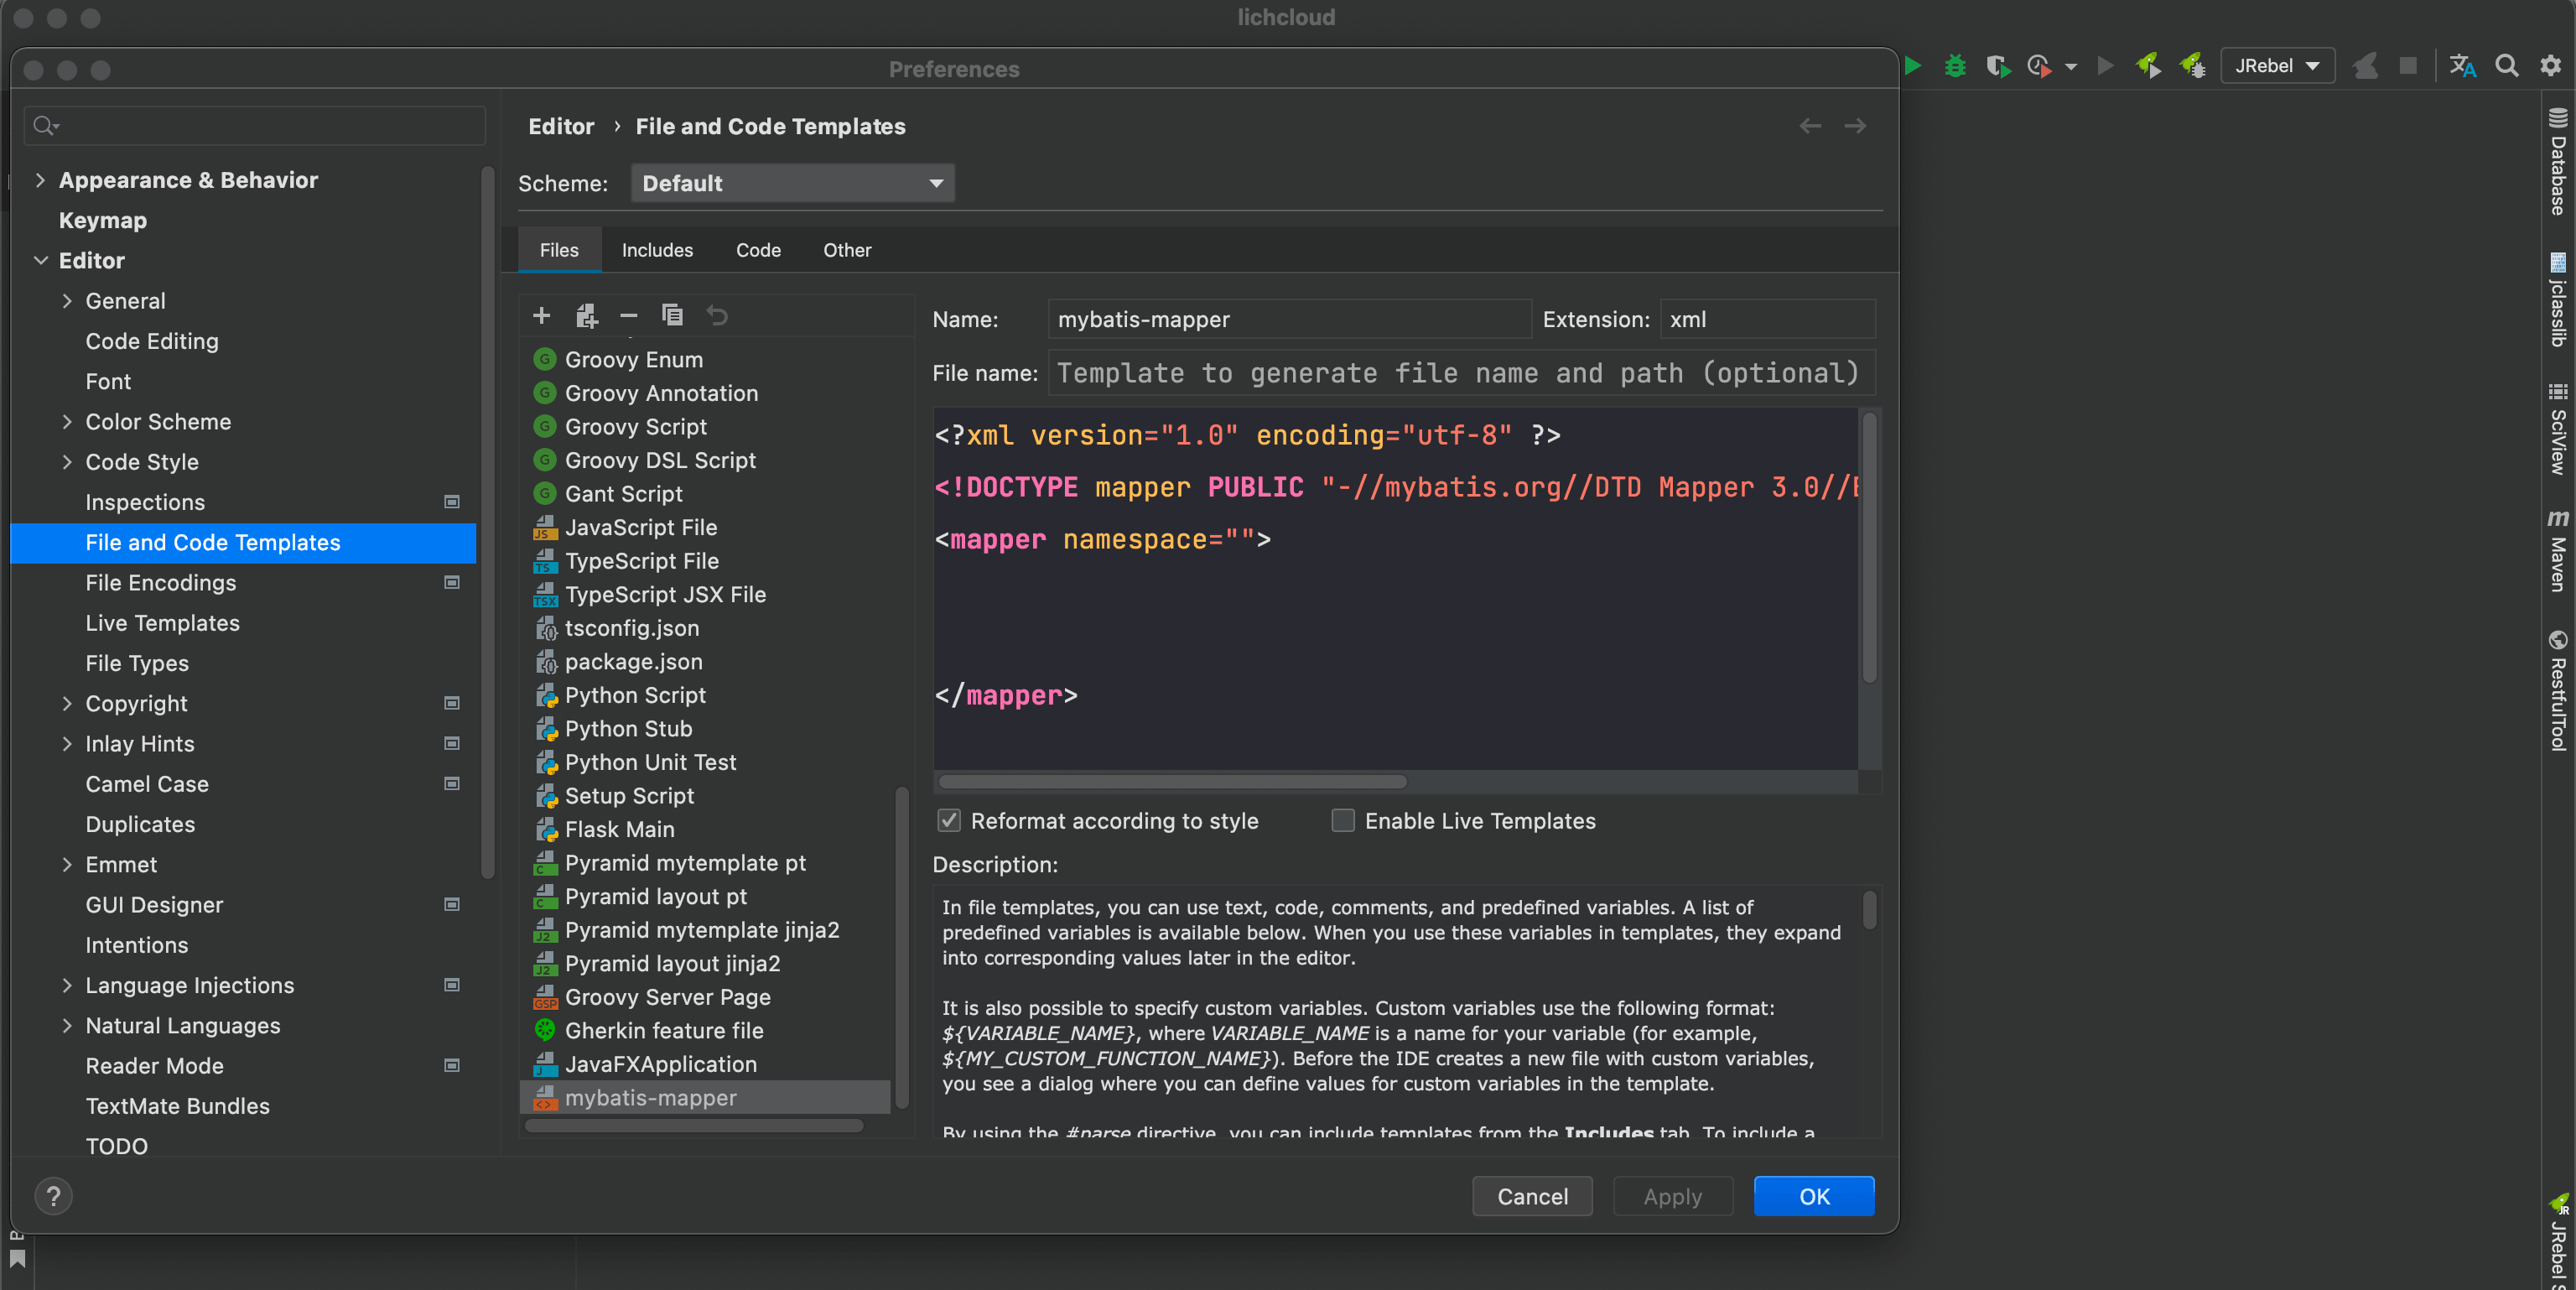 lichcloud
Preferences
JRebel
Editor › File and Code Templates
Scheme: Default
Files Includes Code Other
Appearance & Behavior
Keymap
Editor
General
Code Editing
Font
Color Scheme
Code Style
Inspections
File and Code Templates
File Encodings
Live Templates
File Types
Copyright
Inlay Hints
Camel Case
Duplicates
Emmet
GUI Designer
Intentions
Language Injections
Natural Languages
Reader Mode
TextMate Bundles
TODO
Groovy Enum
Groovy Annotation
Groovy Script
Groovy DSL Script
Gant Script
JavaScript File
TypeScript File
TypeScript JSX File
tsconfig.json
package.json
Python Script
Python Stub
Python Unit Test
Setup Script
Flask Main
Pyramid mytemplate pt
Pyramid layout pt
Pyramid mytemplate jinja2
Pyramid layout jinja2
Groovy Server Page
Gherkin feature file
JavaFXApplication
mybatis-mapper
Name: mybatis-mapper Extension: xml
File name: Template to generate file name and path (optional)
<?xml version="1.0" encoding="utf-8" ?>
<!DOCTYPE mapper PUBLIC "-//mybatis.org//DTD Mapper 3.0//
<mapper namespace="">
</mapper>
Reformat according to style Enable Live Templates
Description:
In file templates, you can use text, code, comments, and predefined variables. A list of
predefined variables is available below. When you use these variables in templates, they expand
into corresponding values later in the editor.
It is also possible to specify custom variables. Custom variables use the following format:
${VARIABLE_NAME}, where VARIABLE_NAME is a name for your variable (for example,
${MY_CUSTOM_FUNCTION_NAME}). Before the IDE creates a new file with custom variables,
you see a dialog where you can define values for custom variables in the template.
By using the #parse directive, you can include templates from the Includes tab. To include a
? Cancel Apply OK
Database
jclasslib
SciView
Maven
RestfulTool
JRebel